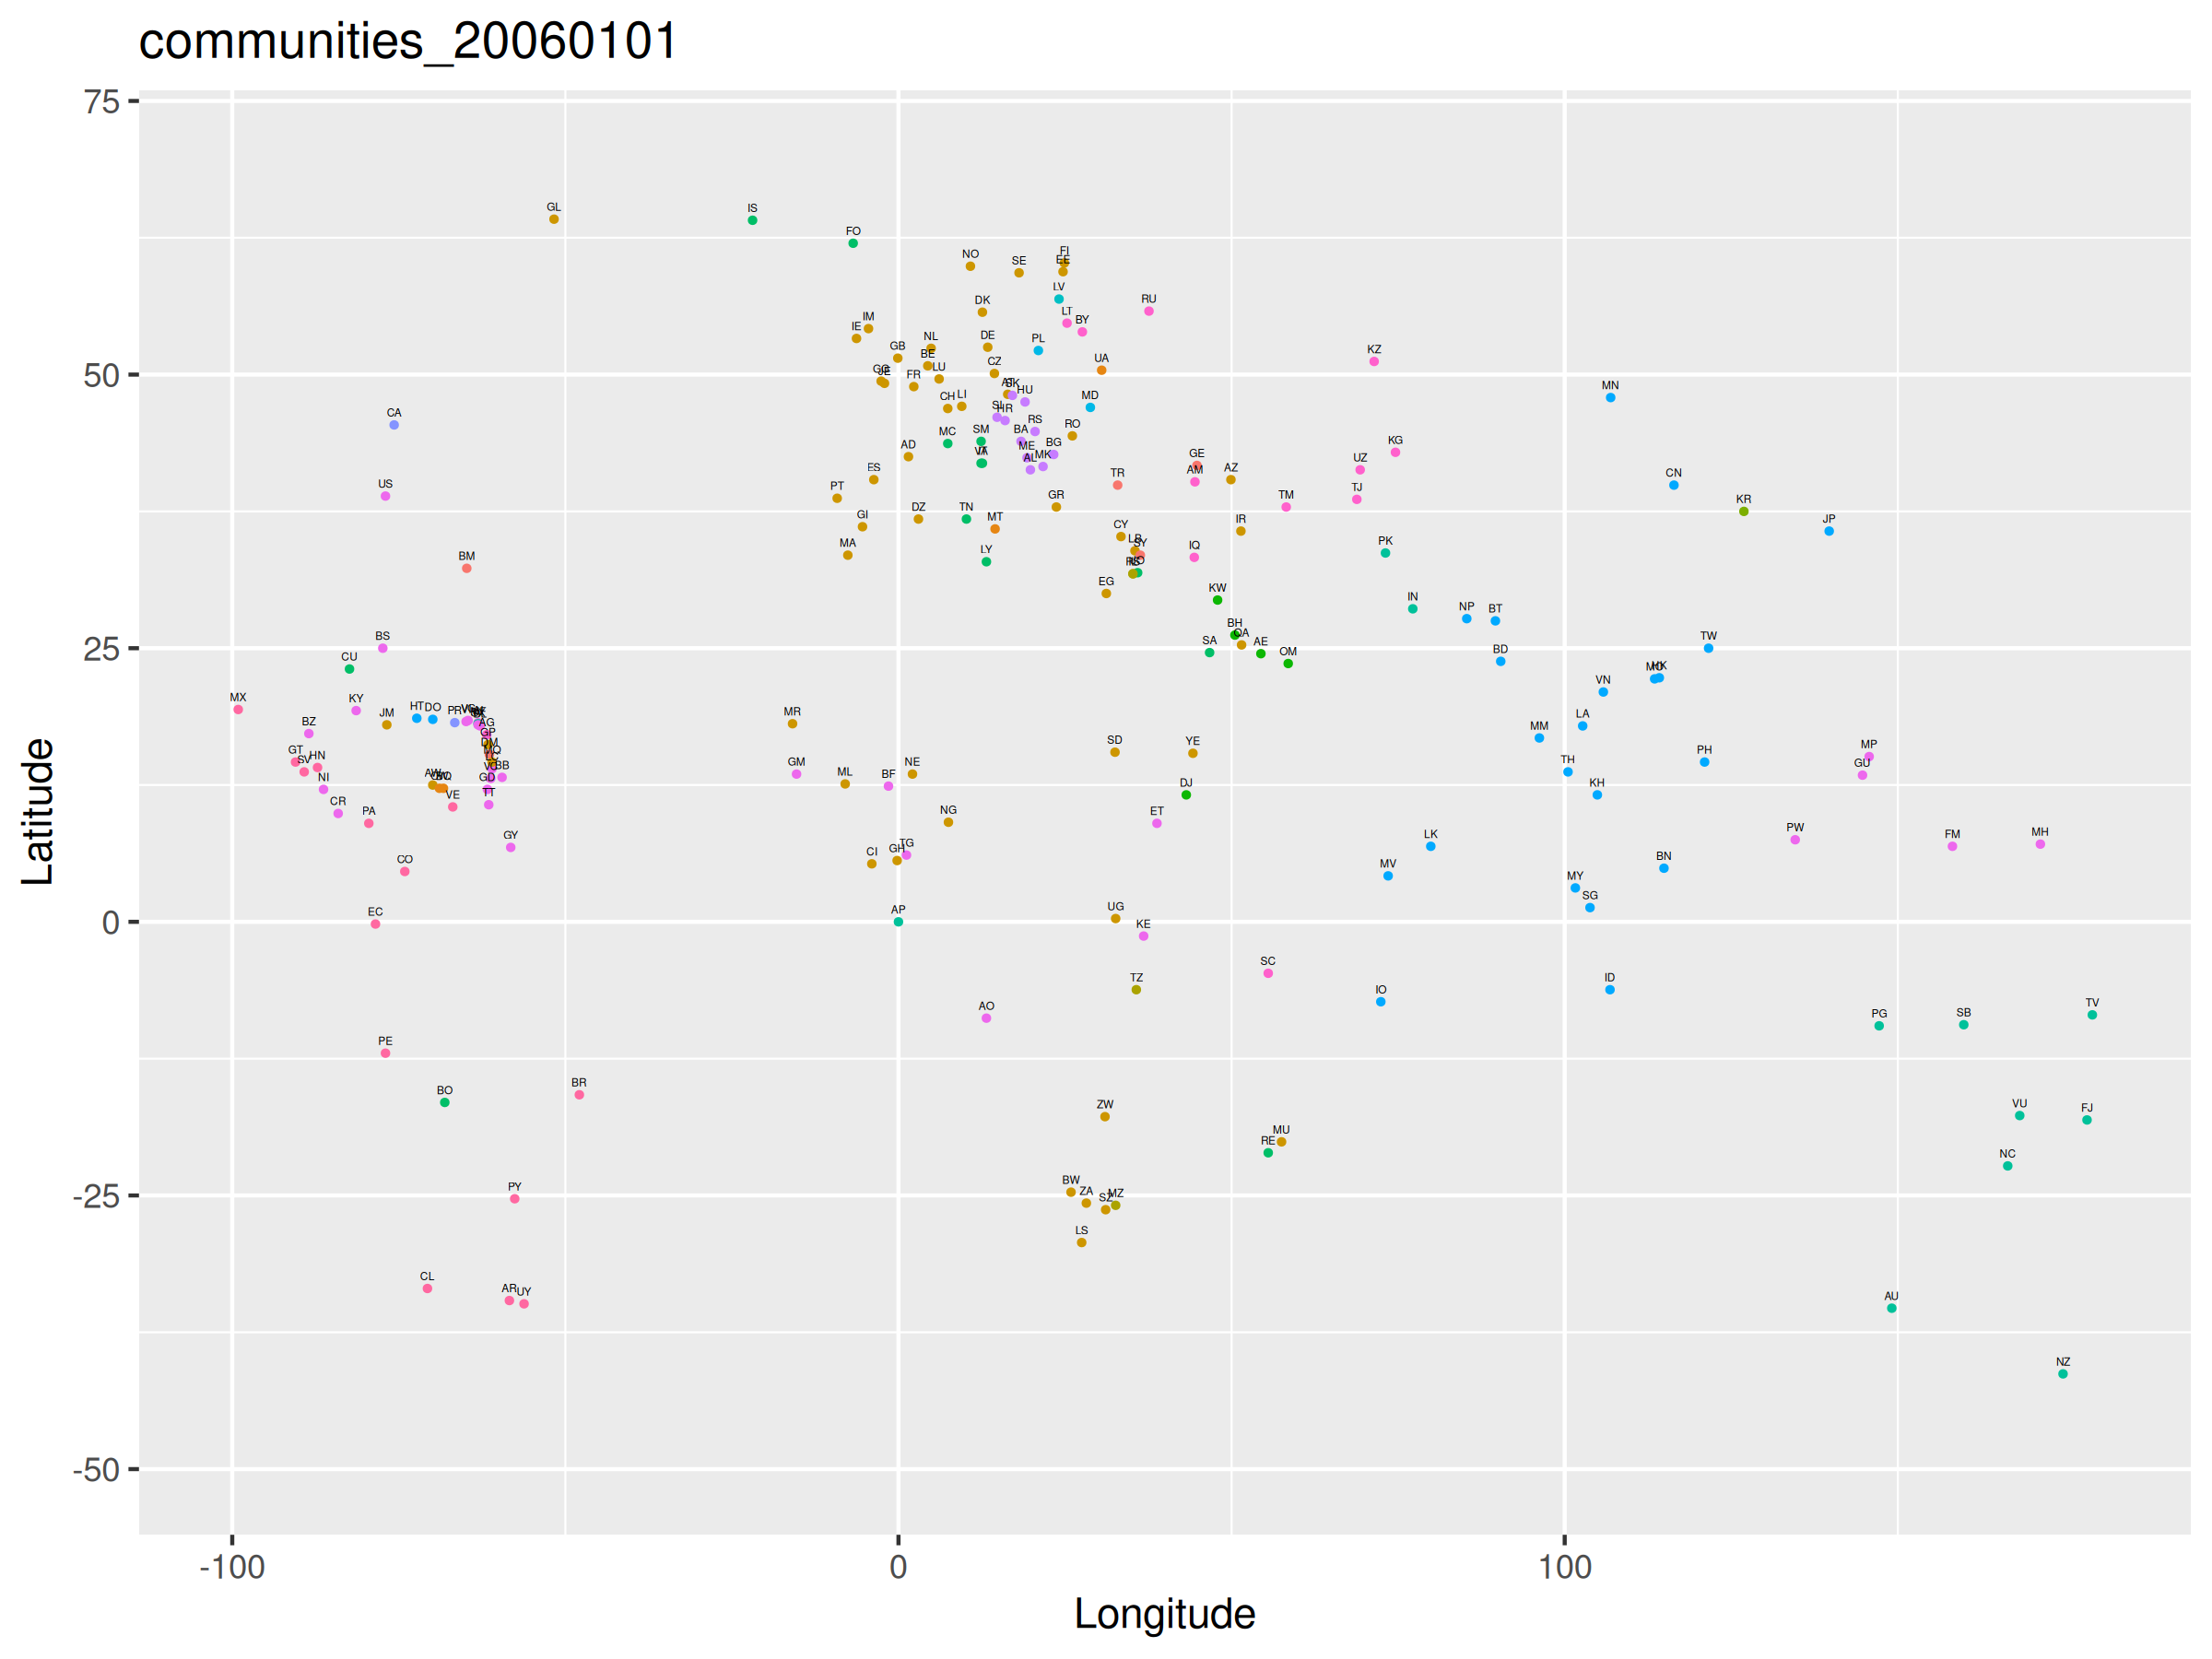 communities_20060101
75
GL
IS
FO
NO
SE
FI
EE
LV
RU
DK
LT
BY
IM
IE
NL
DE
PL
GB
BE
CZ
UA
KZ
50
FR
LU
JE
MN
HU
CH
LI
MD
CA
HR
RS
RO
MC
SM
BA
AD
ME
BG
KG
MK
AL
GE
UZ
ES
AM
AZ
CN
US
PT
TR
TJ
DZ
TN
GR
TM
KR
GI
MT
CY
IR
JP
MA
LY
SY
IQ
PK
BM
EG
KW
IN
NP
BT
BS
BH
QA
TW
25
CU
SA
AE
OM
BD
HK
VN
MX
KY
JM
HT
DO
PR
AG
BZ
MR
SD
YE
MM
LA
GP
DM
GT
SV
HN
BB
TH
PH
MP
GU
NI
GD
GM
ML
BF
NE
DJ
KH
VE
TT
CR
PA
NG
ET
GY
CI
GH
TG
LK
PW
FM
MH
CO
MV
BN
MY
SG
0
EC
AP
UG
KE
TZ
SC
IO
ID
AO
PG
SB
TV
PE
BO
BR
ZW
MU
RE
VU
FJ
NC
-25
PY
BW
ZA
SZ
MZ
LS
CL
AR
UY
AU
NZ
-50
-100
0
100
Longitude
Latitude